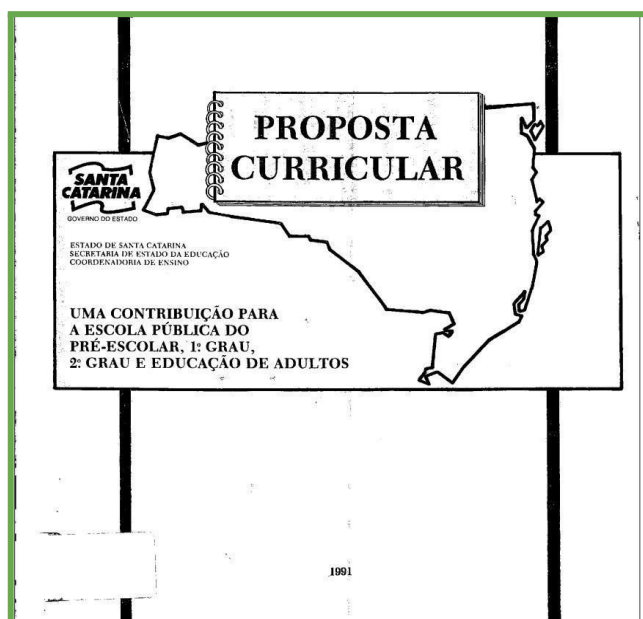 PROPOSTA
CURRICULAR
SANTA
CATARINA
GOVERNO DO ESTADO
ESTADO DE SANTA CATARINA
SECRETARIA DE ESTADO DA EDUCAÇÃO
COORDENADORIA DE ENSINO
UMA CONTRIBUIÇÃO PARA
A ESCOLA PÚBLICA DO
PRÉ-ESCOLAR, 1º GRAU,
2º GRAU E EDUCAÇÃO DE ADULTOS
1991